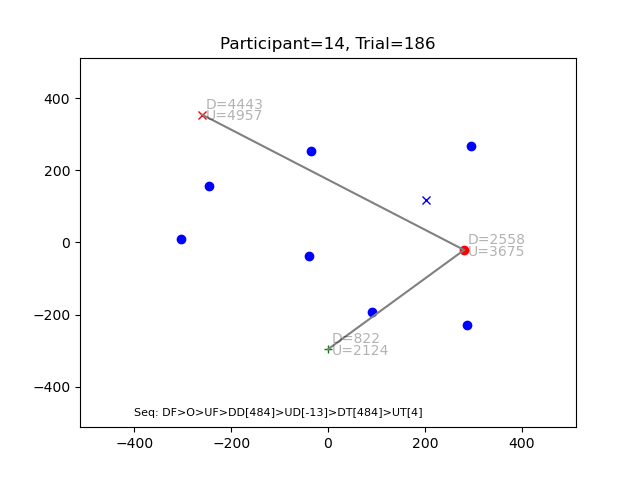 Participant=14, Trial=186
D=4443
U=4957
D=2558
U=3675
D=822
U=2124
Seq: DF>O>UF>DD[484]>UD[-13]>DT[484]>UT[4]
400
200
0
−200
−400
−400 −200 0 200 400